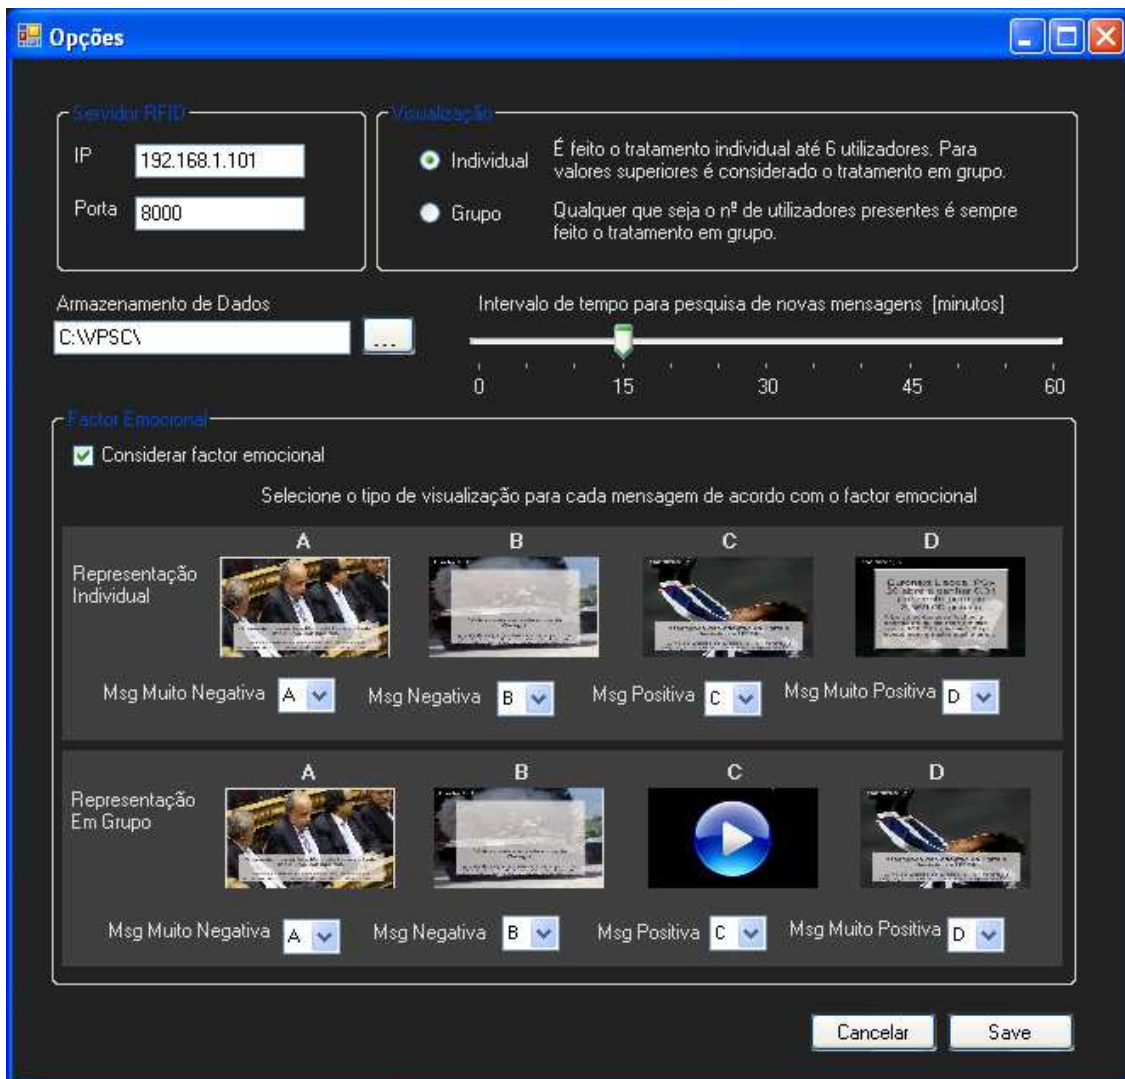 Opções
Servidor RFID
IP
192.168.1.101
Porta
8000
Visualização
Individual
É feito o tratamento individual até 6 utilizadores. Para
valores superiores é considerado o tratamento em grupo.
Grupo
Qualquer que seja o nº de utilizadores presentes é sempre
feito o tratamento em grupo.
Armazenamento de Dados
C:\VPSC\
...
Intervalo de tempo para pesquisa de novas mensagens [minutos]
0 15 30 45 60
Factor Emocional
Considerar factor emocional
Selecione o tipo de visualização para cada mensagem de acordo com o factor emocional
A B C D
Representação
Individual
Msg Muito Negativa A Msg Negativa B Msg Positiva C Msg Muito Positiva D
A B C D
Representação
Em Grupo
Msg Muito Negativa A Msg Negativa B Msg Positiva C Msg Muito Positiva D
Cancelar Save